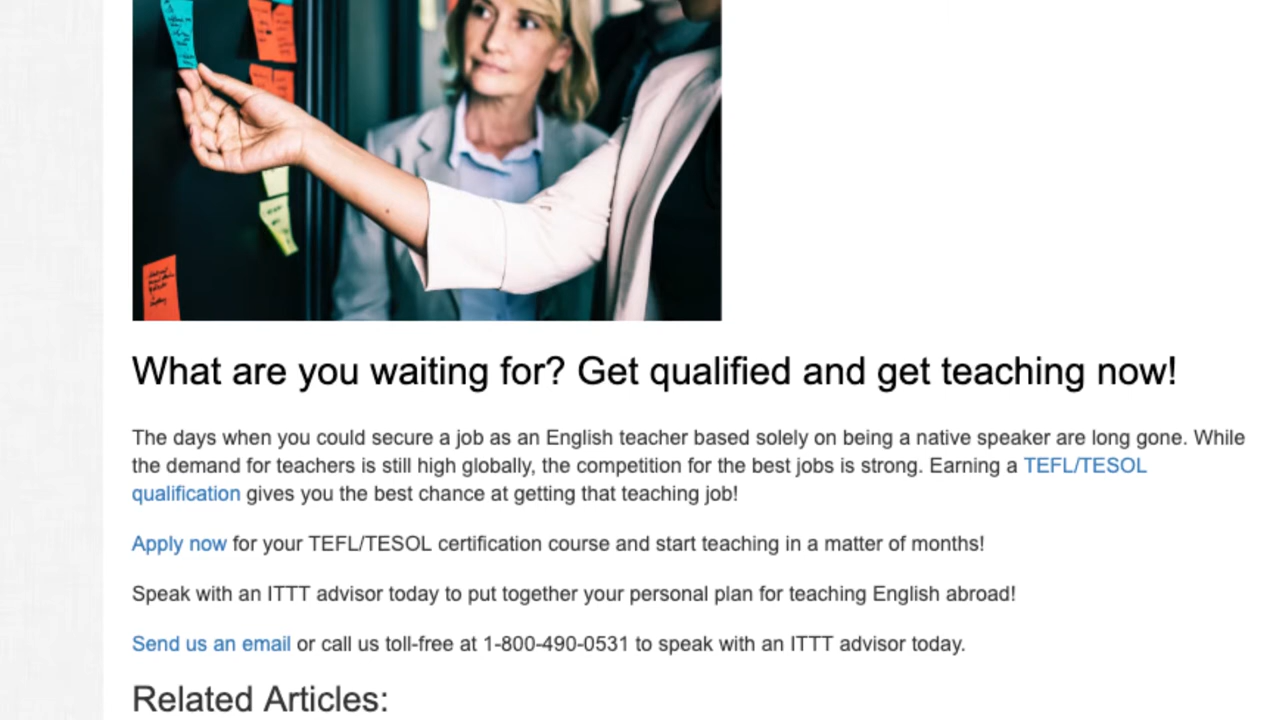 What are you waiting for? Get qualified and get teaching now!
The days when you could secure a job as an English teacher based solely on being a native speaker are long gone. While
the demand for teachers is still high globally, the competition for the best jobs is strong. Earning a TEFL/TESOL
qualification gives you the best chance at getting that teaching job!
Apply now for your TEFL/TESOL certification course and start teaching in a matter of months!
Speak with an ITTT advisor today to put together your personal plan for teaching English abroad!
Send us an email or call us toll-free at 1-800-490-0531 to speak with an ITTT advisor today.
Related Articles: